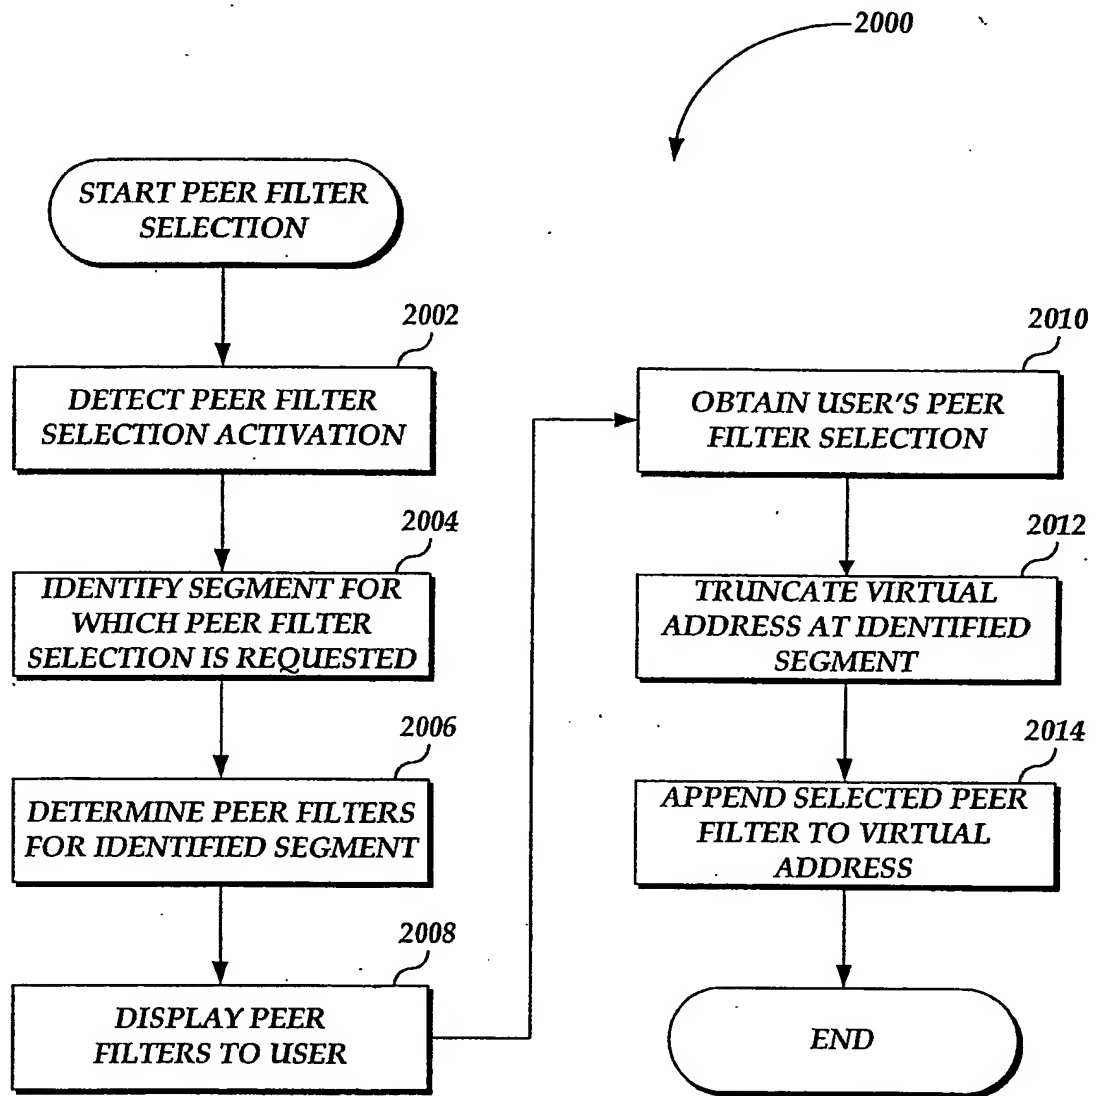 2000
START PEER FILTER
SELECTION
2002
DETECT PEER FILTER
SELECTION ACTIVATION
2004
IDENTIFY SEGMENT FOR
WHICH PEER FILTER
SELECTION IS REQUESTED
2006
DETERMINE PEER FILTERS
FOR IDENTIFIED SEGMENT
2008
DISPLAY PEER
FILTERS TO USER
2010
OBTAIN USER'S PEER
FILTER SELECTION
2012
TRUNCATE VIRTUAL
ADDRESS AT IDENTIFIED
SEGMENT
2014
APPEND SELECTED PEER
FILTER TO VIRTUAL
ADDRESS
END